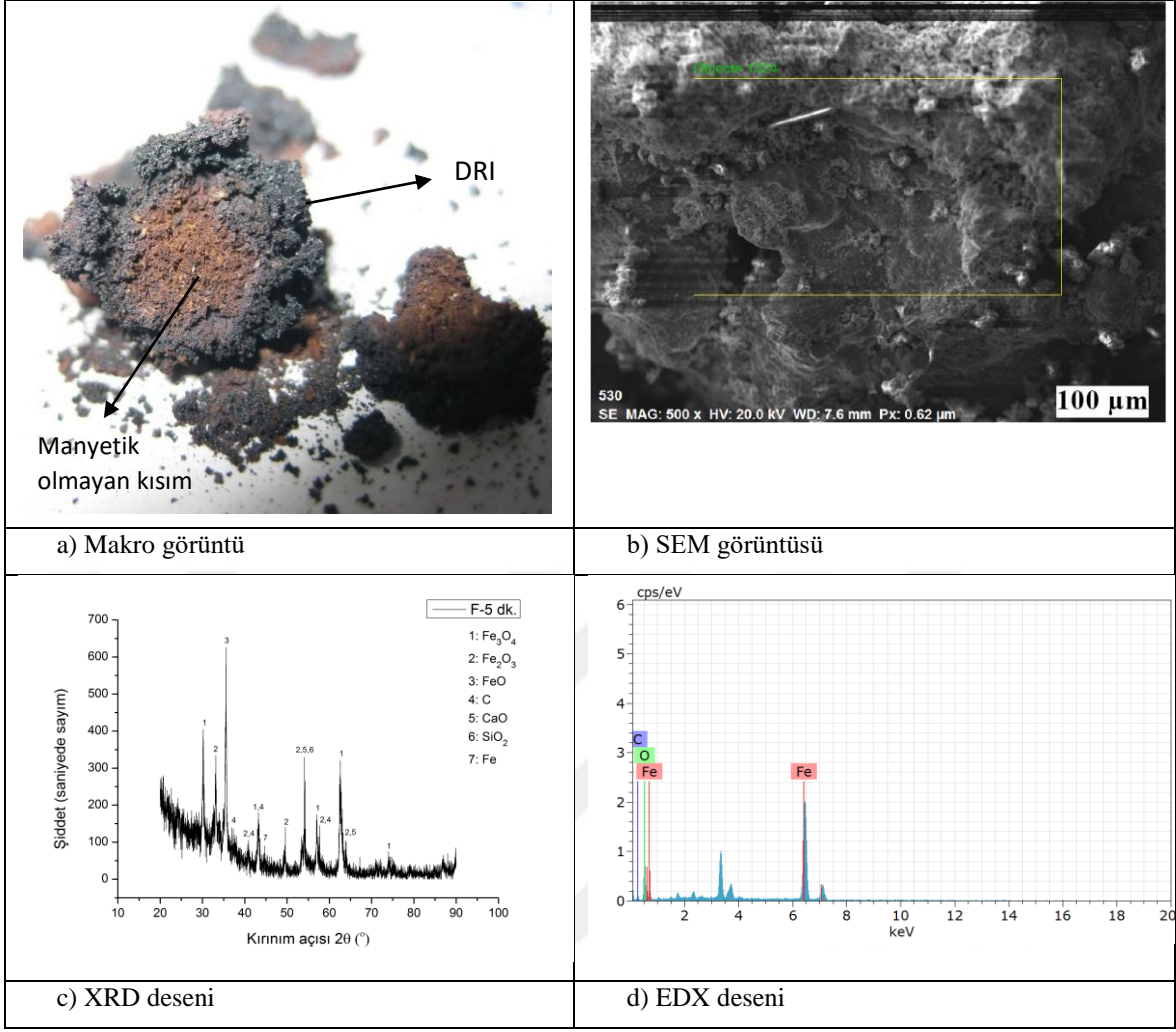 DRI
Manyetik
olmayan kısım
530
SE MAG: 500 x HV: 20.0 kV WD: 7.6 mm Px: 0.62 µm
100 µm
a) Makro görüntü
b) SEM görüntüsü
F-5 dk.
1: Fe3O4
2: Fe2O3
3: FeO
4: C
5: CaO
6: SiO2
7: Fe
Şiddet (saniyede sayım)
700
600
500
400
300
200
100
0
1
2
3
4
2,4
1,4
7
2
2,5,6
1
2,4
1
2,5
1
10 20 30 40 50 60 70 80 90 100
Kırınım açısı 2θ (°)
cps/eV
6
5
4
3
2
1
0
C
O
Fe
Fe
2 4 6 8 10 12 14 16 18 20
keV
c) XRD deseni
d) EDX deseni